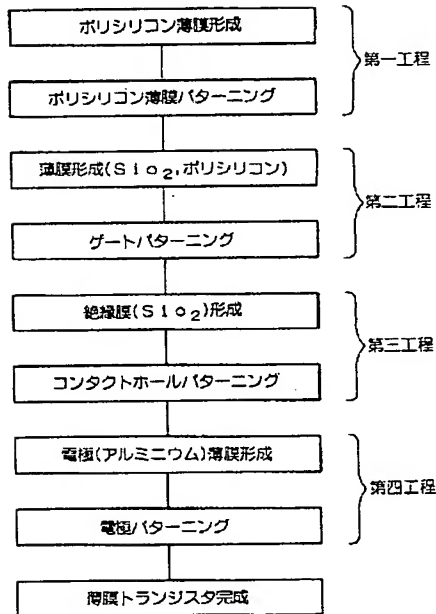 ポリシリコン薄膜形成
ポリシリコン薄膜パターニング
第一工程
薄膜形成(SiO2,ポリシリコン)
ゲートパターニング
第二工程
絶縁膜(SiO2)形成
コンタクトホールパターニング
第三工程
電極(アルミニウム)薄膜形成
電極パターニング
第四工程
薄膜トランジスタ完成